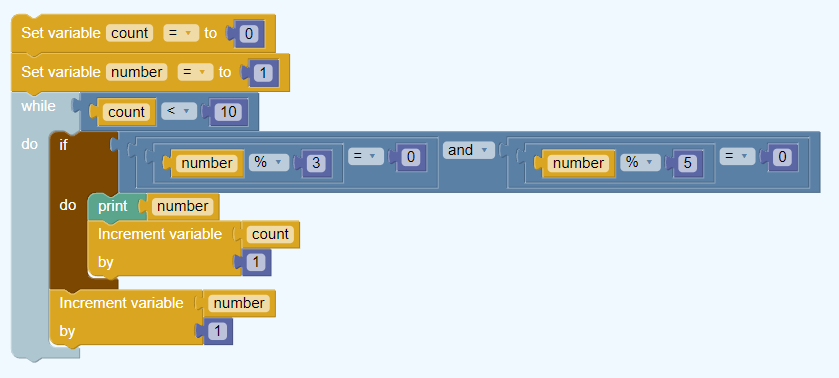 Set variable count = to 0
Set variable number = to 1
while count < 10
do if number % 3 = 0 and number % 5 = 0
do print number
Increment variable count
by 1
Increment variable number
by 1